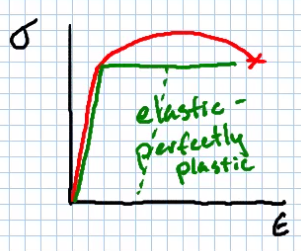 σ
elastic -
perfectly
plastic
ε